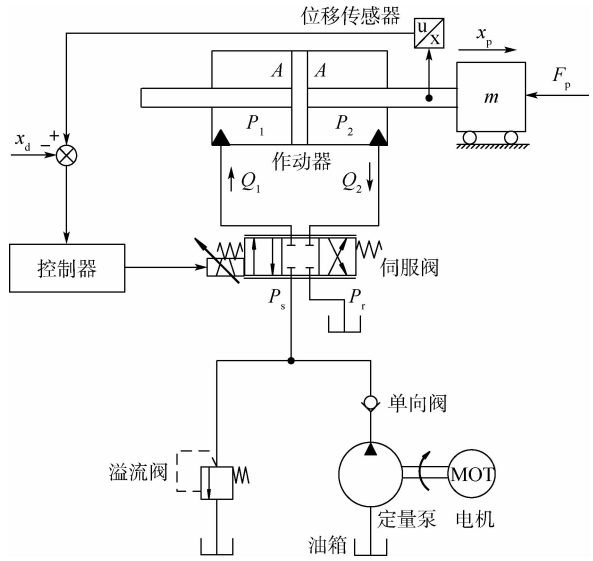 位移传感器
u
x
x_p
A A
m
F_p
P_1 P_2
x_d
- +
作动器
Q_1 Q_2
控制器
伺服阀
P_s P_r
单向阀
溢流阀
MOT
定量泵 电机
油箱